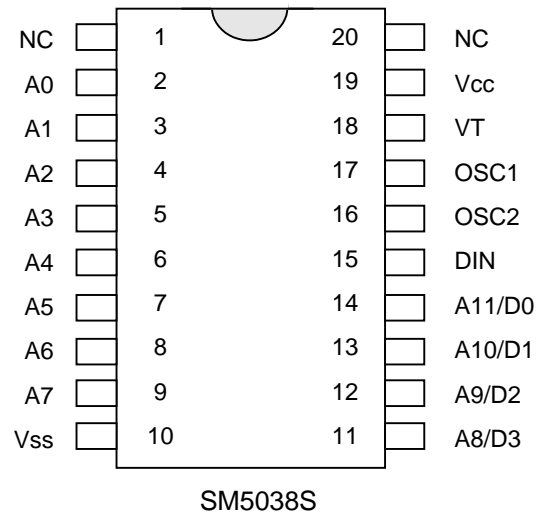 NC 1 20 NC
A0 2 19 Vcc
A1 3 18 VT
A2 4 17 OSC1
A3 5 16 OSC2
A4 6 15 DIN
A5 7 14 A11/D0
A6 8 13 A10/D1
A7 9 12 A9/D2
Vss 10 11 A8/D3
SM5038S